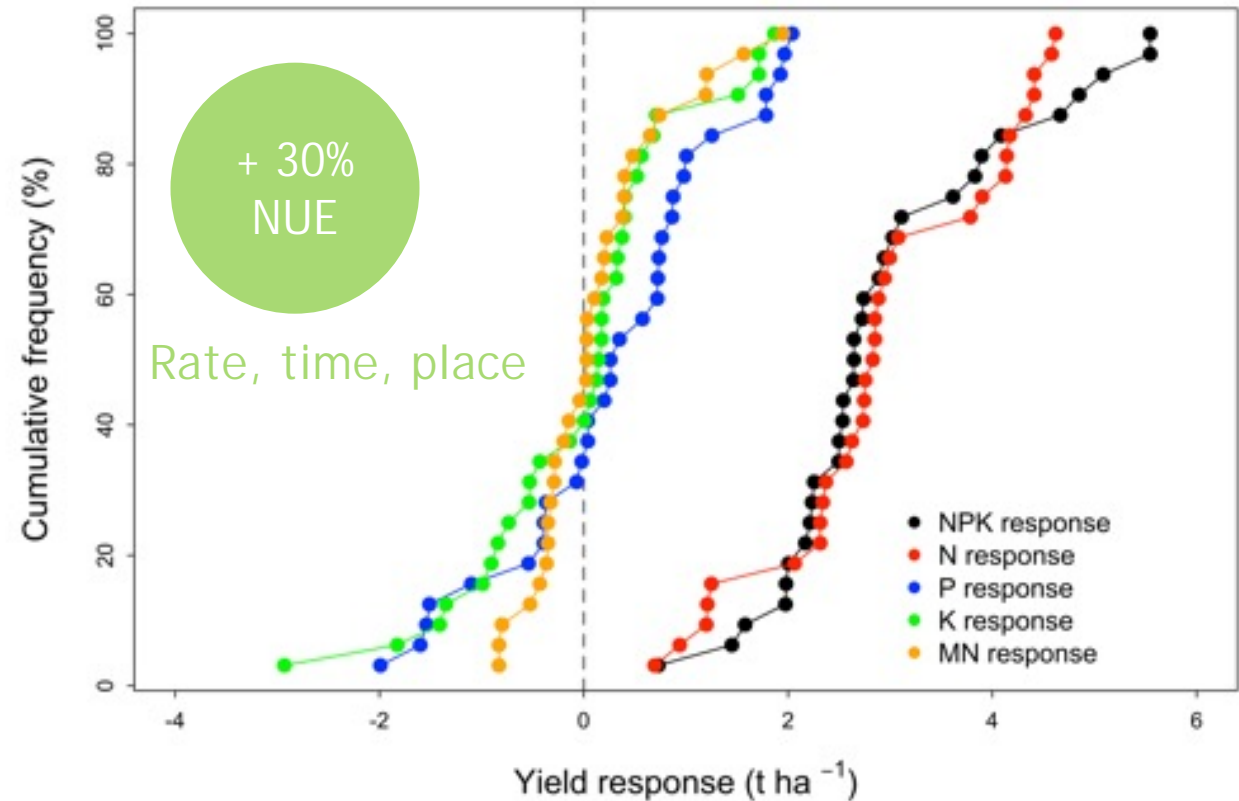 + 30%
NUE
Rate, time, place
Cumulative frequency (%)
100
80
60
40
20
0
-4
-2
0
2
4
6
Yield response (t ha ⁻¹)
NPK response
N response
P response
K response
MN response